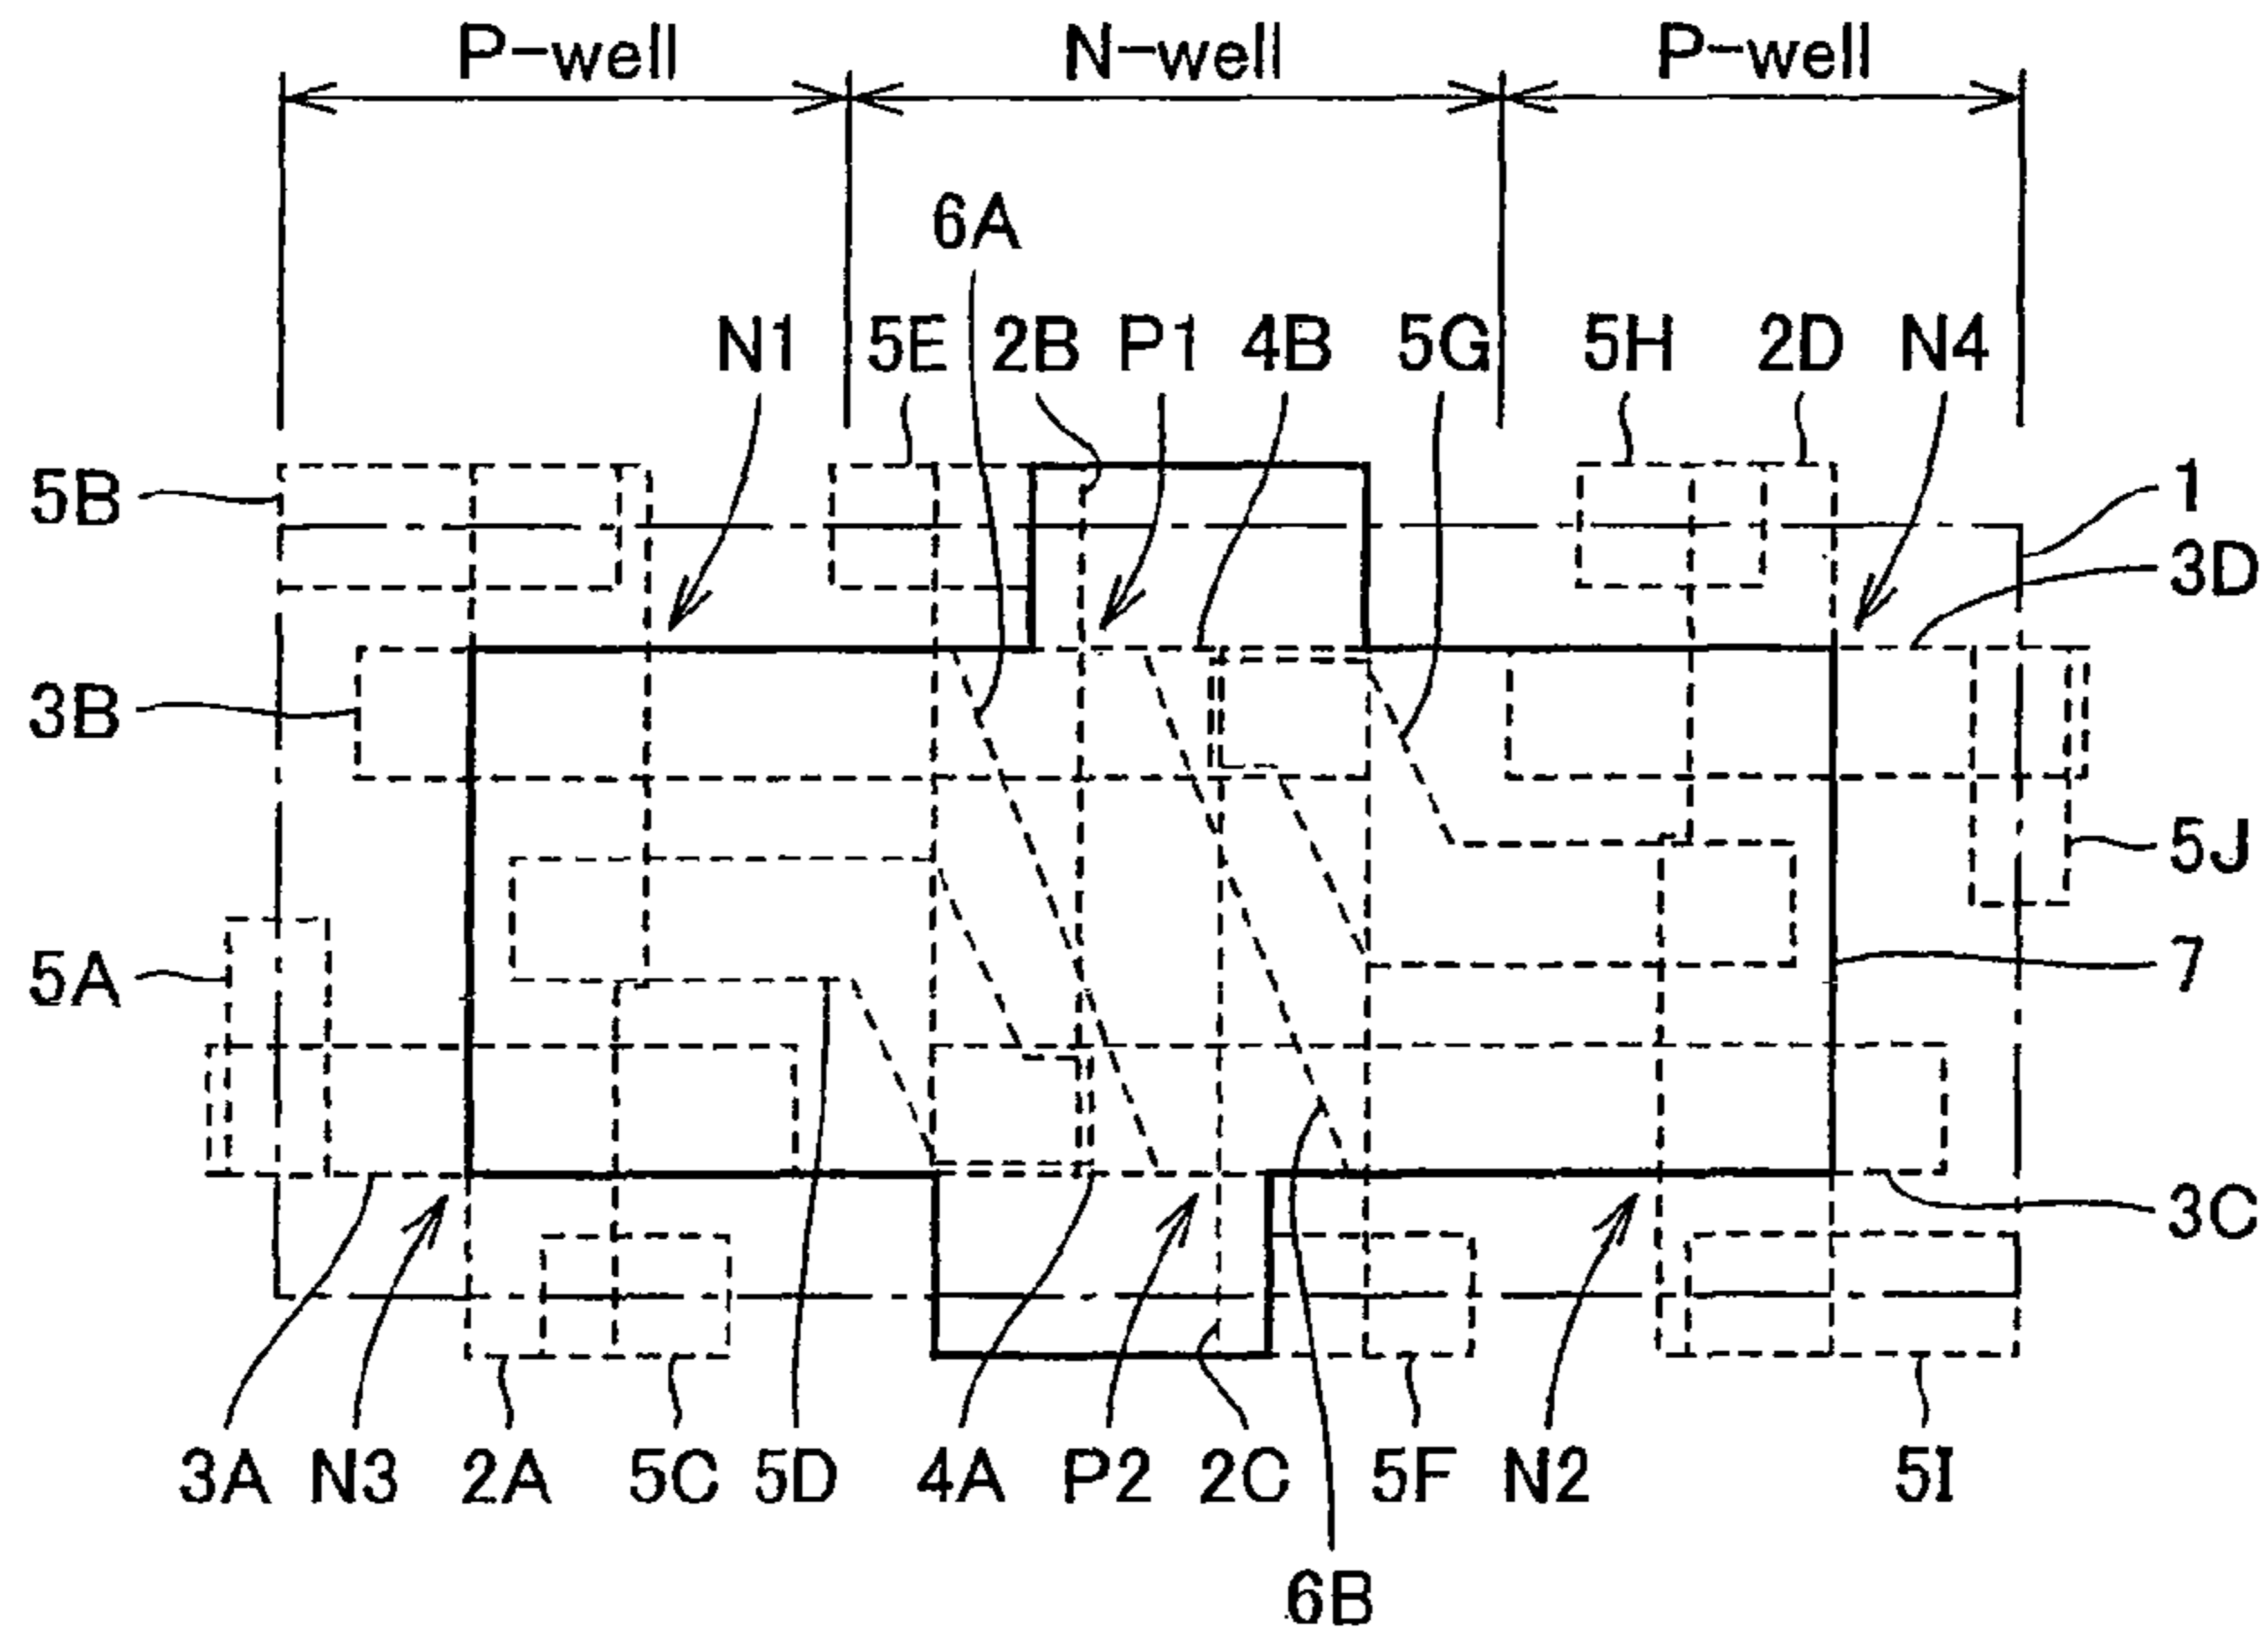 P-well N-well P-well
6A
N1 5E 2B P1 4B 5G 5H 2D N4
5B 1
3D
3B
5J
5A 7
3C
3A N3 2A 5C 5D 4A P2 2C 5F N2 5I
6B